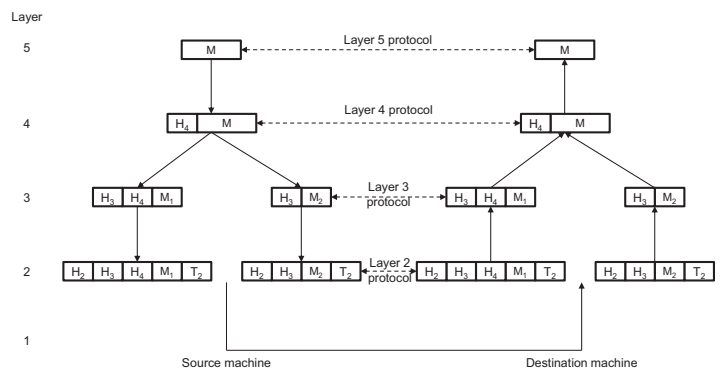 Layer
5
M
Layer 5 protocol
M
4
H4 M
Layer 4 protocol
H4 M
3
H3 H4 M1
H3 M2
Layer 3
protocol
H3 H4 M1
H3 M2
2
H2 H3 H4 M1 T2
H2 H3 M2 T2
Layer 2
protocol
H2 H3 H4 M1 T2
H2 H3 M2 T2
1
Source machine
Destination machine